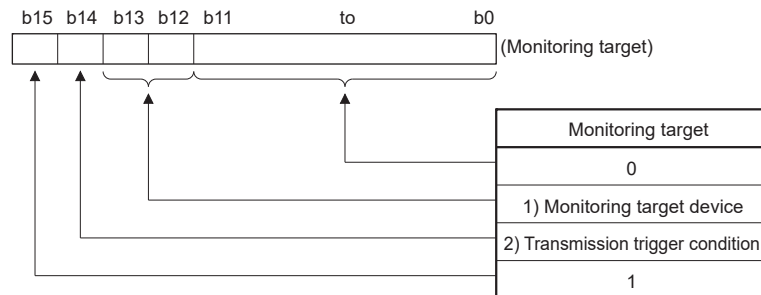 b15 b14 b13 b12 b11 to b0
(Monitoring target)
Monitoring target
0
1) Monitoring target device
2) Transmission trigger condition
1